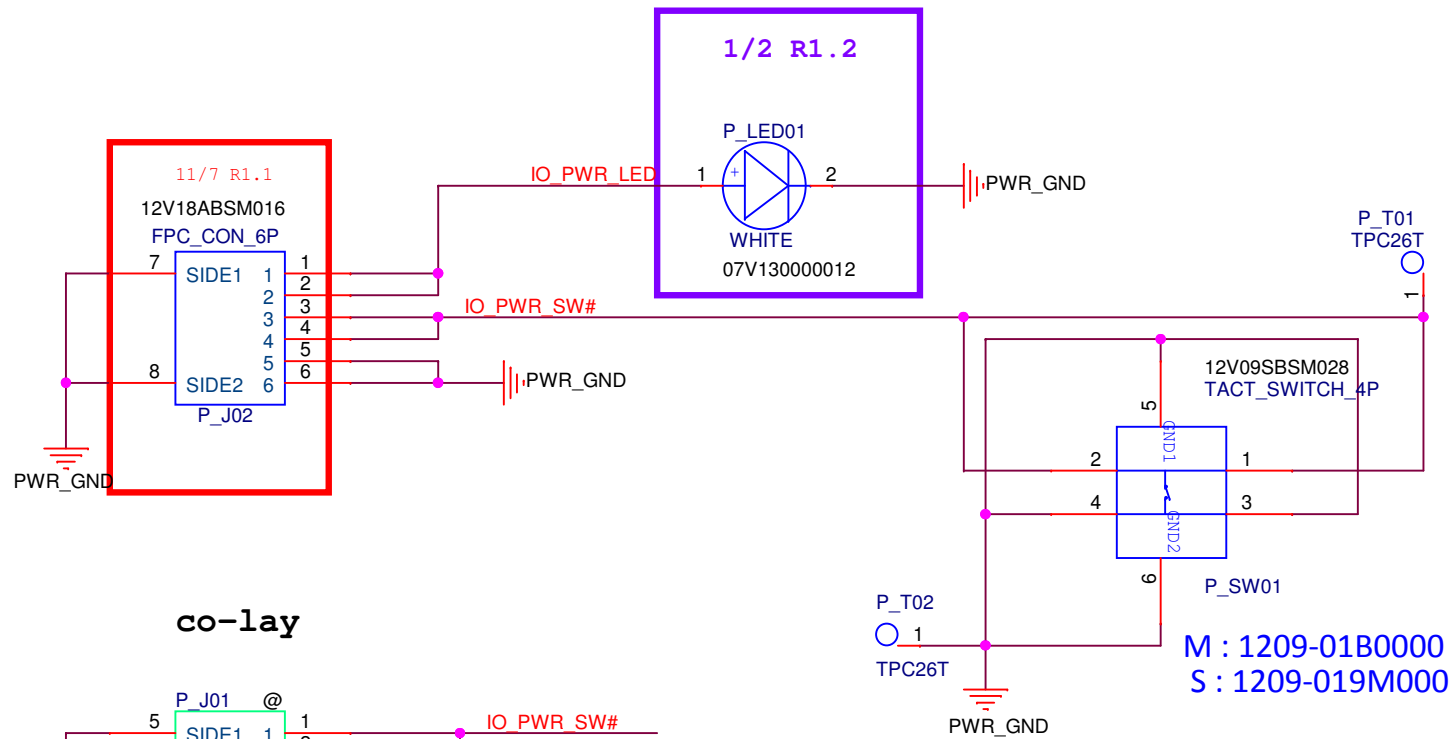 1/2 R1.2
P_LED01
IO_PWR_LED
1
+
2
PWR_GND
WHITE
07V130000012
11/7 R1.1
12V18ABSM016
FPC_CON_6P
7
SIDE1
1
1
2
2
3
3
4
4
5
5
6
6
8
SIDE2
P_J02
PWR_GND
IO_PWR_SW#
PWR_GND
P_T01
TPC26T
1
12V09SBSM028
TACT_SWITCH_4P
5
GND1
2
1
4
3
GND2
6
P_SW01
P_T02
1
TPC26T
PWR_GND
M : 1209-01B0000
S : 1209-019M000
co-lay
P_J01
@
5
SIDE1
1
1
IO_PWR_SW#